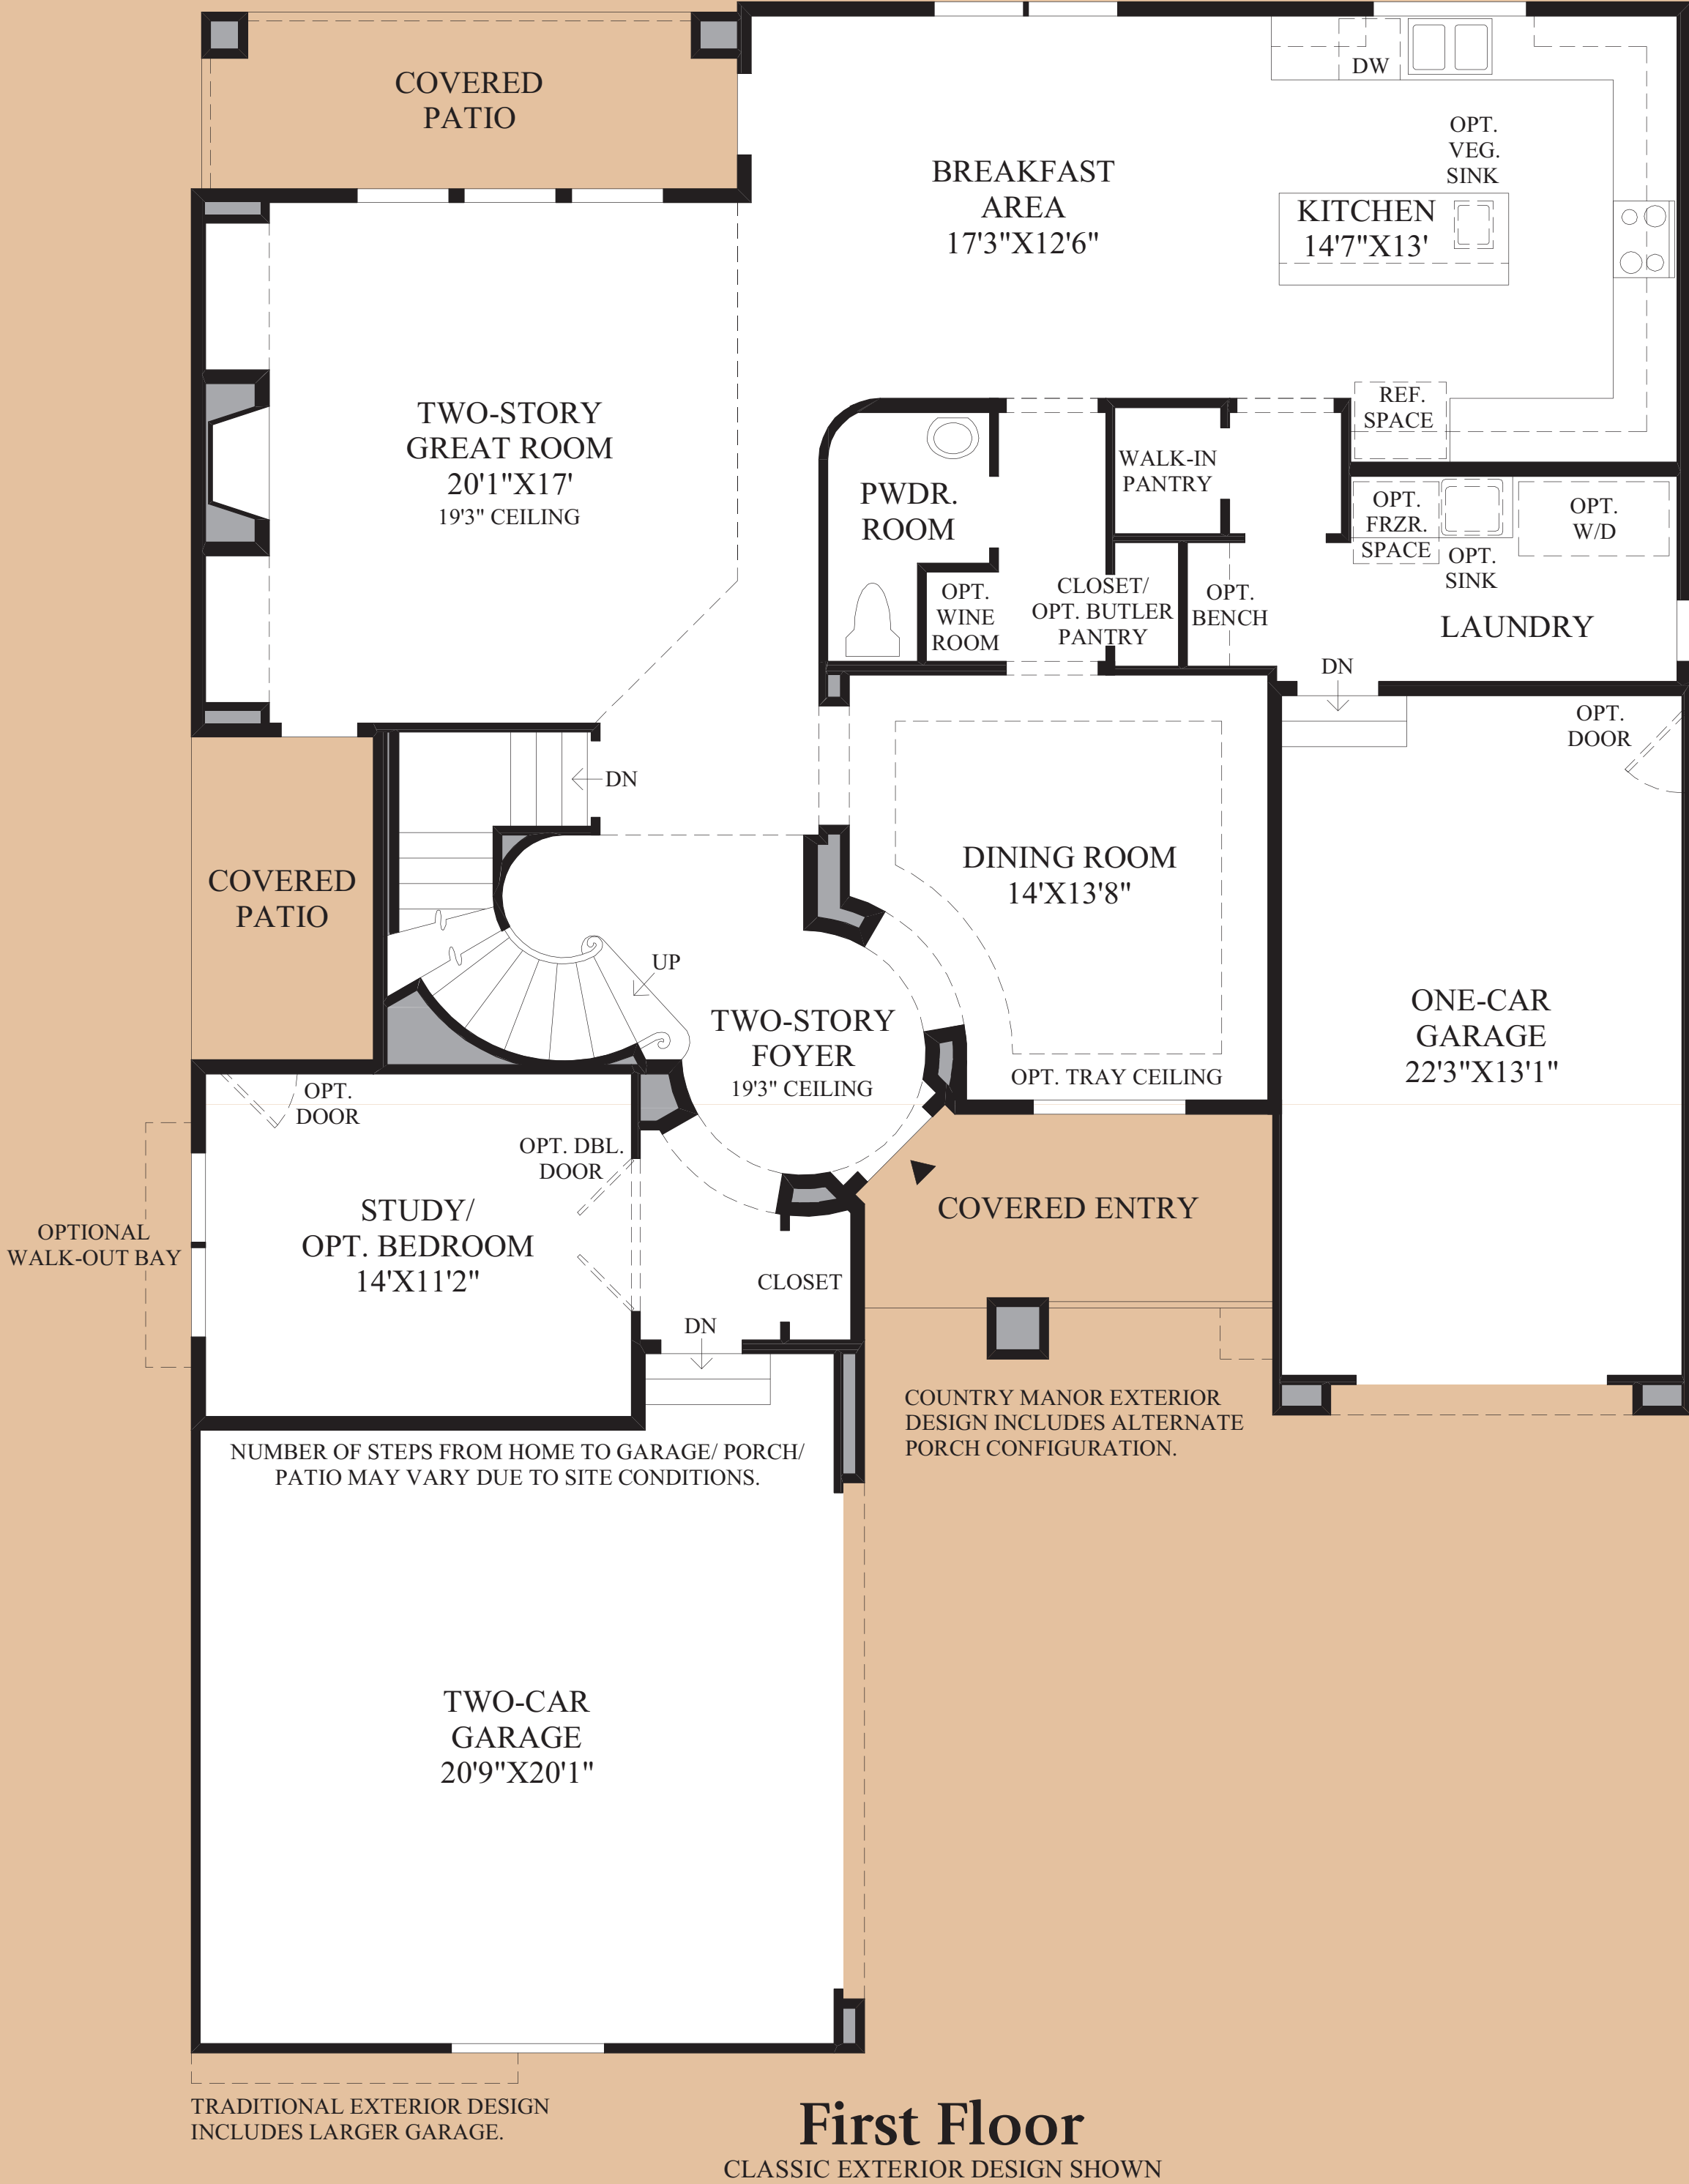 COVERED
PATIO
DW
OPT.
VEG.
SINK
BREAKFAST
AREA
17'3"X12'6"
KITCHEN
14'7"X13'
TWO-STORY
GREAT ROOM
20'1"X17'
19'3" CEILING
REF.
SPACE
WALK-IN
PANTRY
PWDR.
ROOM
OPT.
FRZR.
SPACE
OPT.
SINK
OPT.
W/D
OPT.
WINE
ROOM
CLOSET/
OPT. BUTLER
PANTRY
OPT.
BENCH
LAUNDRY
DN
OPT.
DOOR
DN
COVERED
PATIO
DINING ROOM
14'X13'8"
UP
TWO-STORY
FOYER
19'3" CEILING
OPT. TRAY CEILING
ONE-CAR
GARAGE
22'3"X13'1"
OPT.
DOOR
OPT. DBL.
DOOR
STUDY/
OPT. BEDROOM
14'X11'2"
OPTIONAL
WALK-OUT BAY
COVERED ENTRY
CLOSET
DN
COUNTRY MANOR EXTERIOR
DESIGN INCLUDES ALTERNATE
PORCH CONFIGURATION.
NUMBER OF STEPS FROM HOME TO GARAGE/ PORCH/
PATIO MAY VARY DUE TO SITE CONDITIONS.
TWO-CAR
GARAGE
20'9"X20'1"
TRADITIONAL EXTERIOR DESIGN
INCLUDES LARGER GARAGE.
First Floor
CLASSIC EXTERIOR DESIGN SHOWN